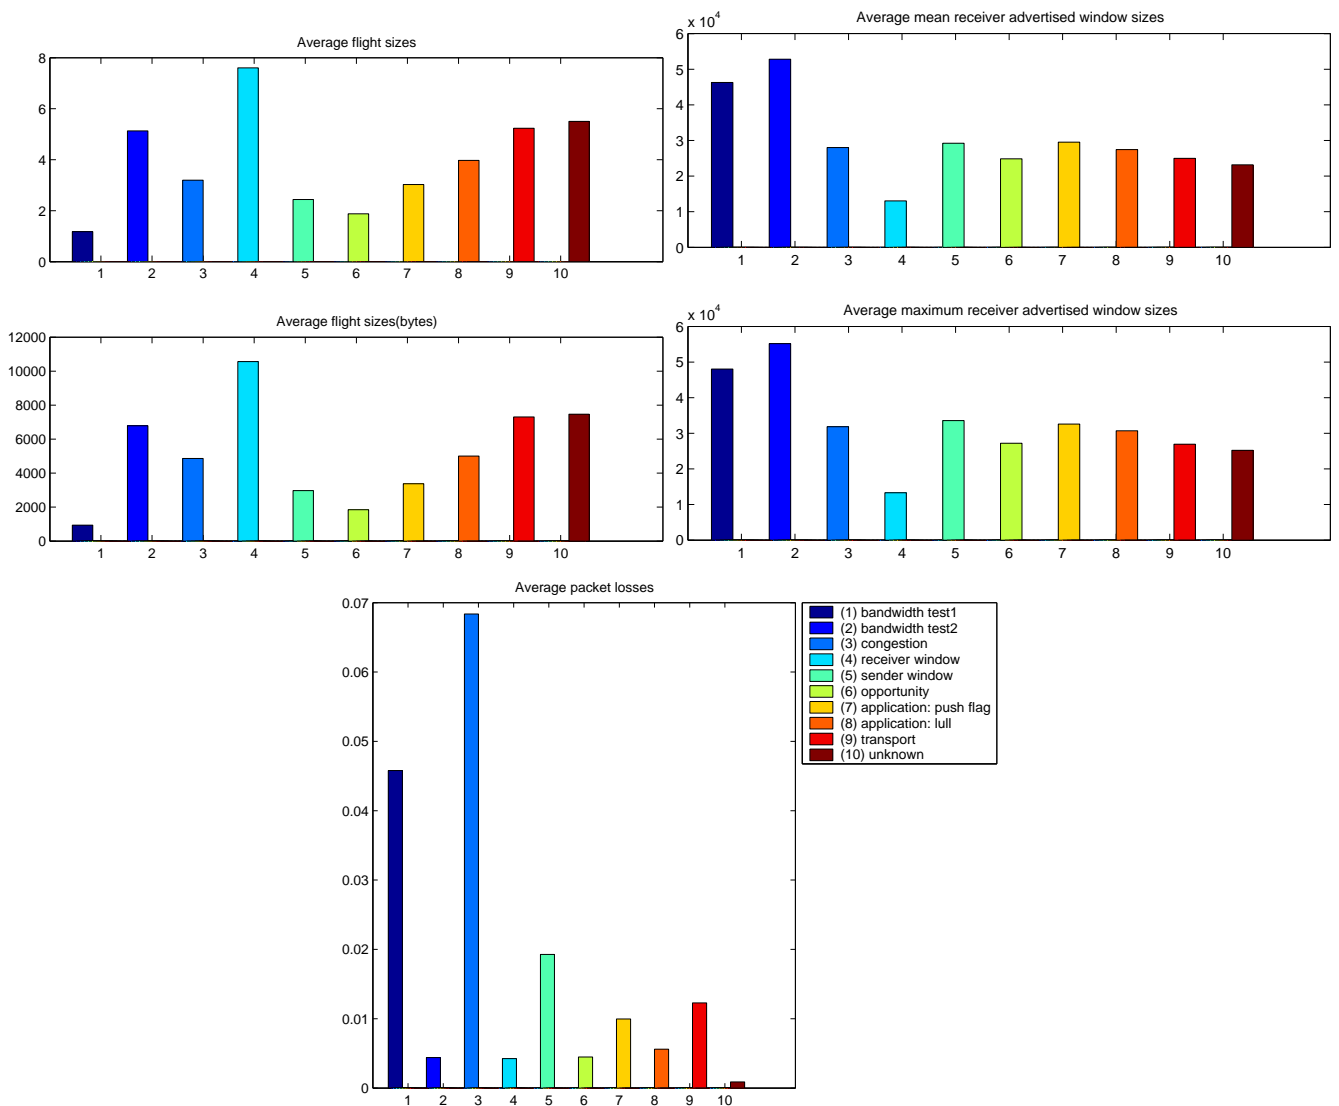 Average flight sizes
8
6
4
2
0
1 2 3 4 5 6 7 8 9 10
Average mean receiver advertised window sizes
x 10^4
6
5
4
3
2
1
0
1 2 3 4 5 6 7 8 9 10
Average flight sizes(bytes)
12000
10000
8000
6000
4000
2000
0
1 2 3 4 5 6 7 8 9 10
Average maximum receiver advertised window sizes
x 10^4
6
5
4
3
2
1
0
1 2 3 4 5 6 7 8 9 10
Average packet losses
0.07
0.06
0.05
0.04
0.03
0.02
0.01
0
1 2 3 4 5 6 7 8 9 10
(1) bandwidth test1
(2) bandwidth test2
(3) congestion
(4) receiver window
(5) sender window
(6) opportunity
(7) application: push flag
(8) application: lull
(9) transport
(10) unknown